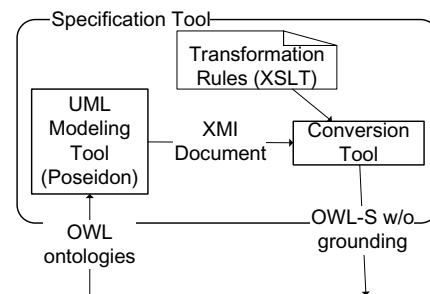 Specification Tool
Transformation
Rules (XSLT)
UML
Modeling
Tool
(Poseidon)
XMI
Document
Conversion
Tool
OWL
ontologies
OWL-S w/o
grounding